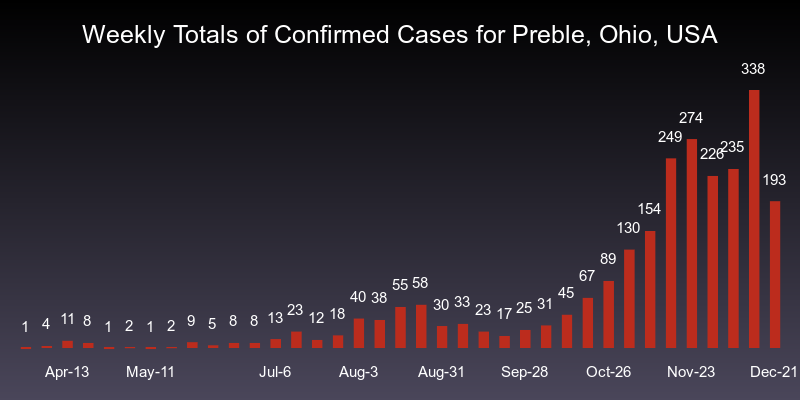 Weekly Totals of Confirmed Cases for Preble, Ohio, USA
1 4 11 8 1 2 1 2 9 5 8 8 13 23 12 18 40 38 55 58 30 33 23 17 25 31 45 67 89 130 154 249 274 226 235 338 193
Apr-13 May-11 Jul-6 Aug-3 Aug-31 Sep-28 Oct-26 Nov-23 Dec-21